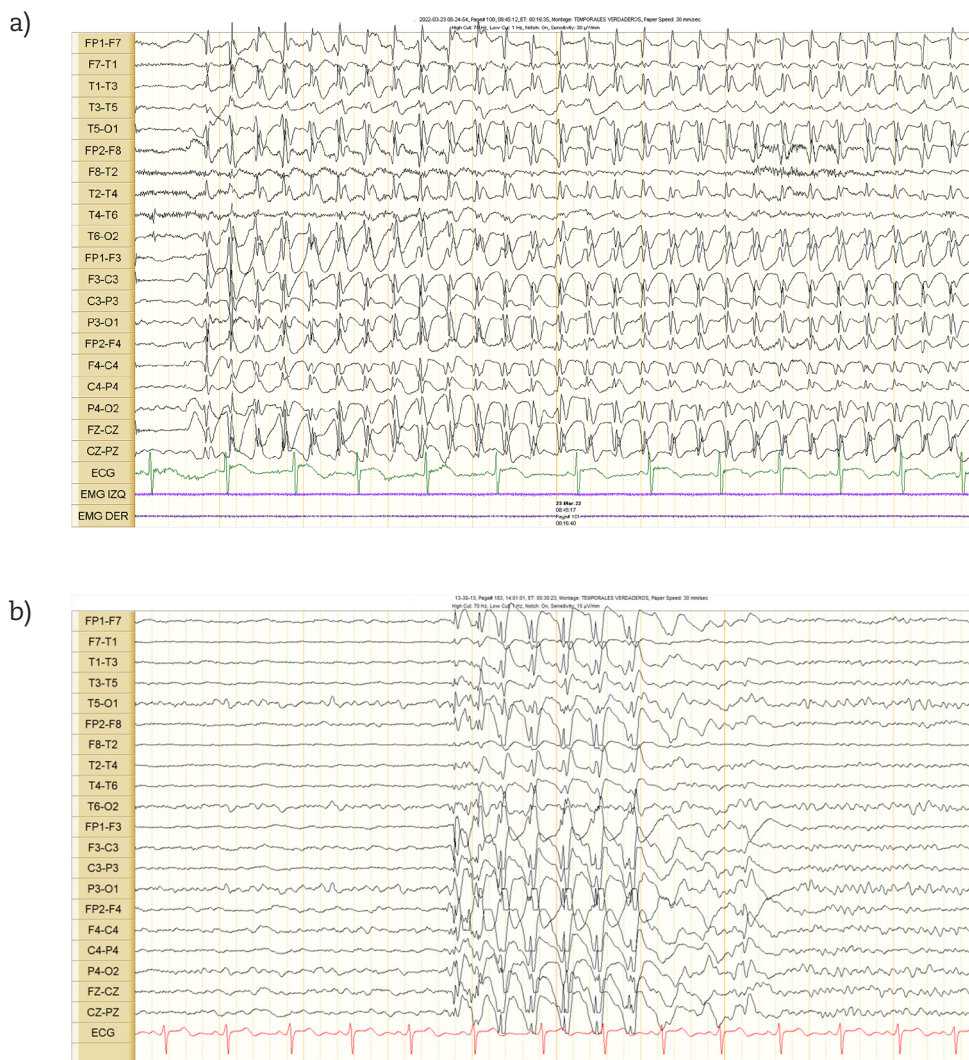 a)
2022-03-23 08-24-54, Page# 100, 08:45:12, ET: 00:16:35, Montage: TEMPORALES VERDADEROS, Paper Speed: 30 mm/sec
High Cut: 70 Hz, Low Cut: 1 Hz, Notch: On, Sensitivity: 30 µV/mm
FP1-F7
F7-T1
T1-T3
T3-T5
T5-O1
FP2-F8
F8-T2
T2-T4
T4-T6
T6-O2
FP1-F3
F3-C3
C3-P3
P3-O1
FP2-F4
F4-C4
C4-P4
P4-O2
FZ-CZ
CZ-PZ
ECG
EMG IZQ
EMG DER
23.Mar.22
08:45:17
Page# 101
00:16:40
b)
13-30-13, Page# 183, 14:01:01, ET: 00:30:23, Montage: TEMPORALES VERDADEROS, Paper Speed: 30 mm/sec
High Cut: 70 Hz, Low Cut: 1 Hz, Notch: On, Sensitivity: 15 µV/mm
FP1-F7
F7-T1
T1-T3
T3-T5
T5-O1
FP2-F8
F8-T2
T2-T4
T4-T6
T6-O2
FP1-F3
F3-C3
C3-P3
P3-O1
FP2-F4
F4-C4
C4-P4
P4-O2
FZ-CZ
CZ-PZ
ECG